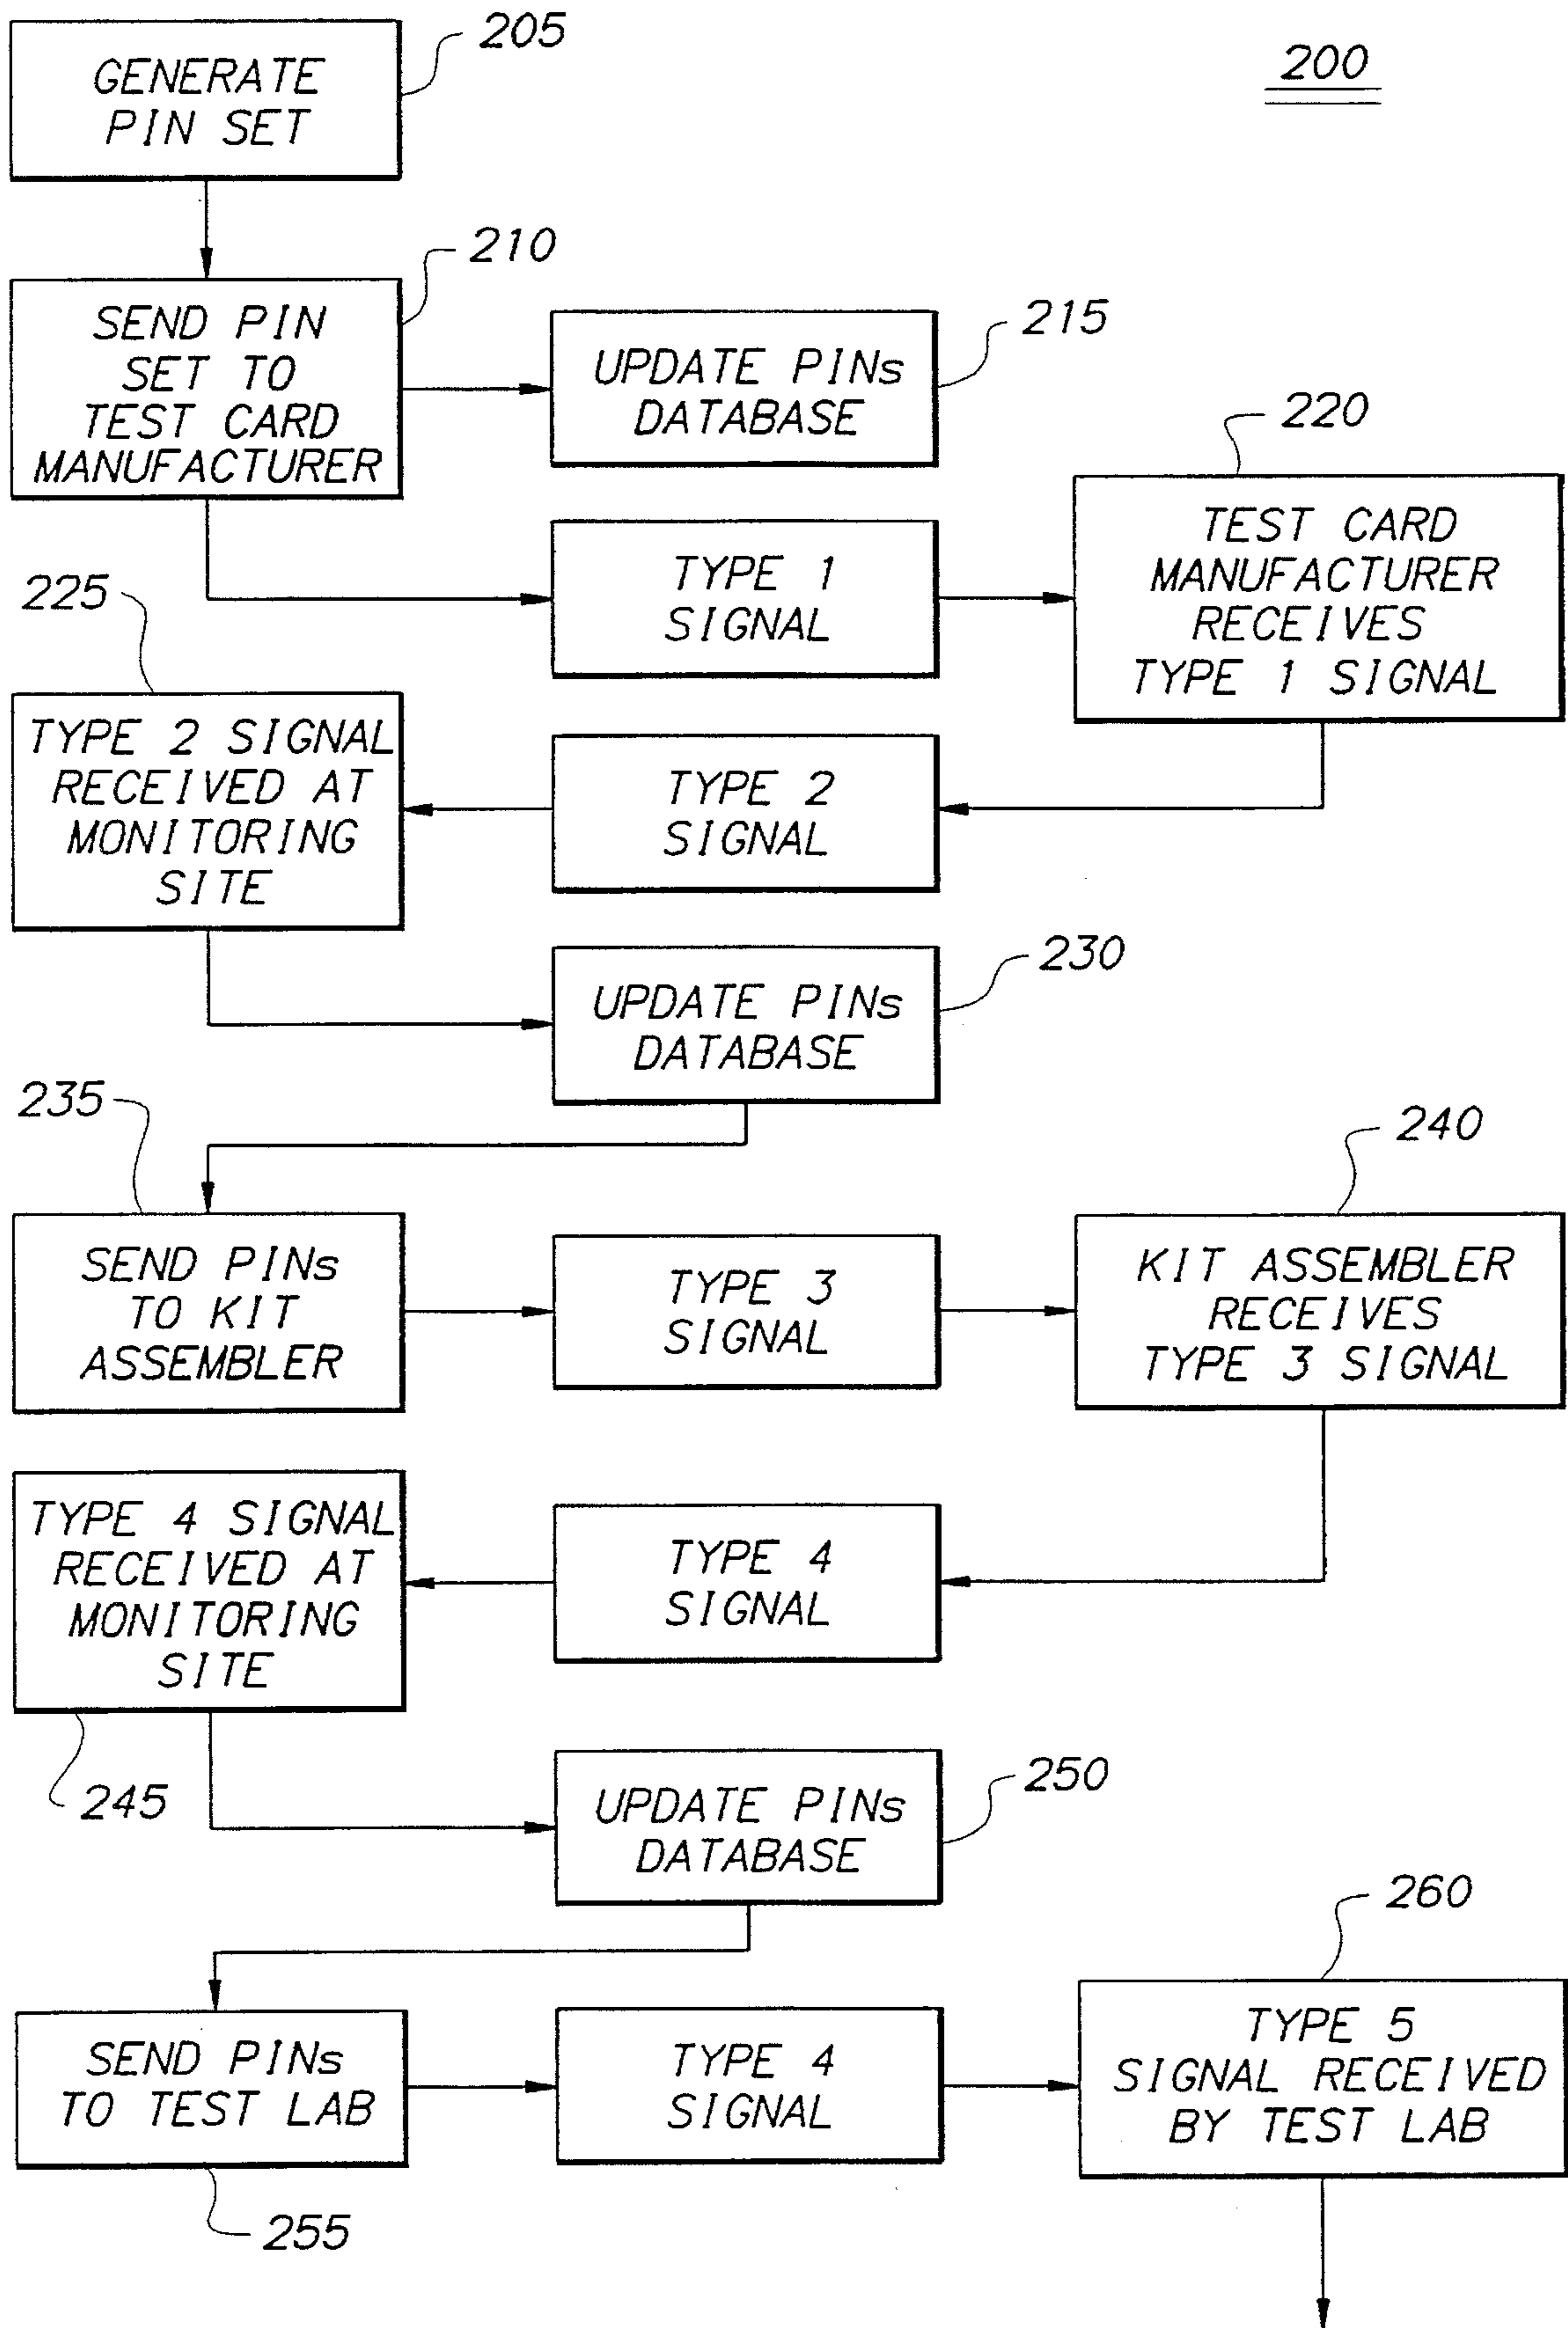 205
200
GENERATE
PIN SET
210
SEND PIN
SET TO
TEST CARD
MANUFACTURER
215
UPDATE PINs
DATABASE
220
TEST CARD
MANUFACTURER
RECEIVES
TYPE 1 SIGNAL
TYPE 1
SIGNAL
225
TYPE 2 SIGNAL
RECEIVED AT
MONITORING
SITE
TYPE 2
SIGNAL
230
UPDATE PINs
DATABASE
235
SEND PINs
TO KIT
ASSEMBLER
TYPE 3
SIGNAL
240
KIT ASSEMBLER
RECEIVES
TYPE 3 SIGNAL
TYPE 4 SIGNAL
RECEIVED AT
MONITORING
SITE
TYPE 4
SIGNAL
245
250
UPDATE PINs
DATABASE
260
SEND PINs
TO TEST LAB
TYPE 4
SIGNAL
TYPE 5
SIGNAL RECEIVED
BY TEST LAB
255